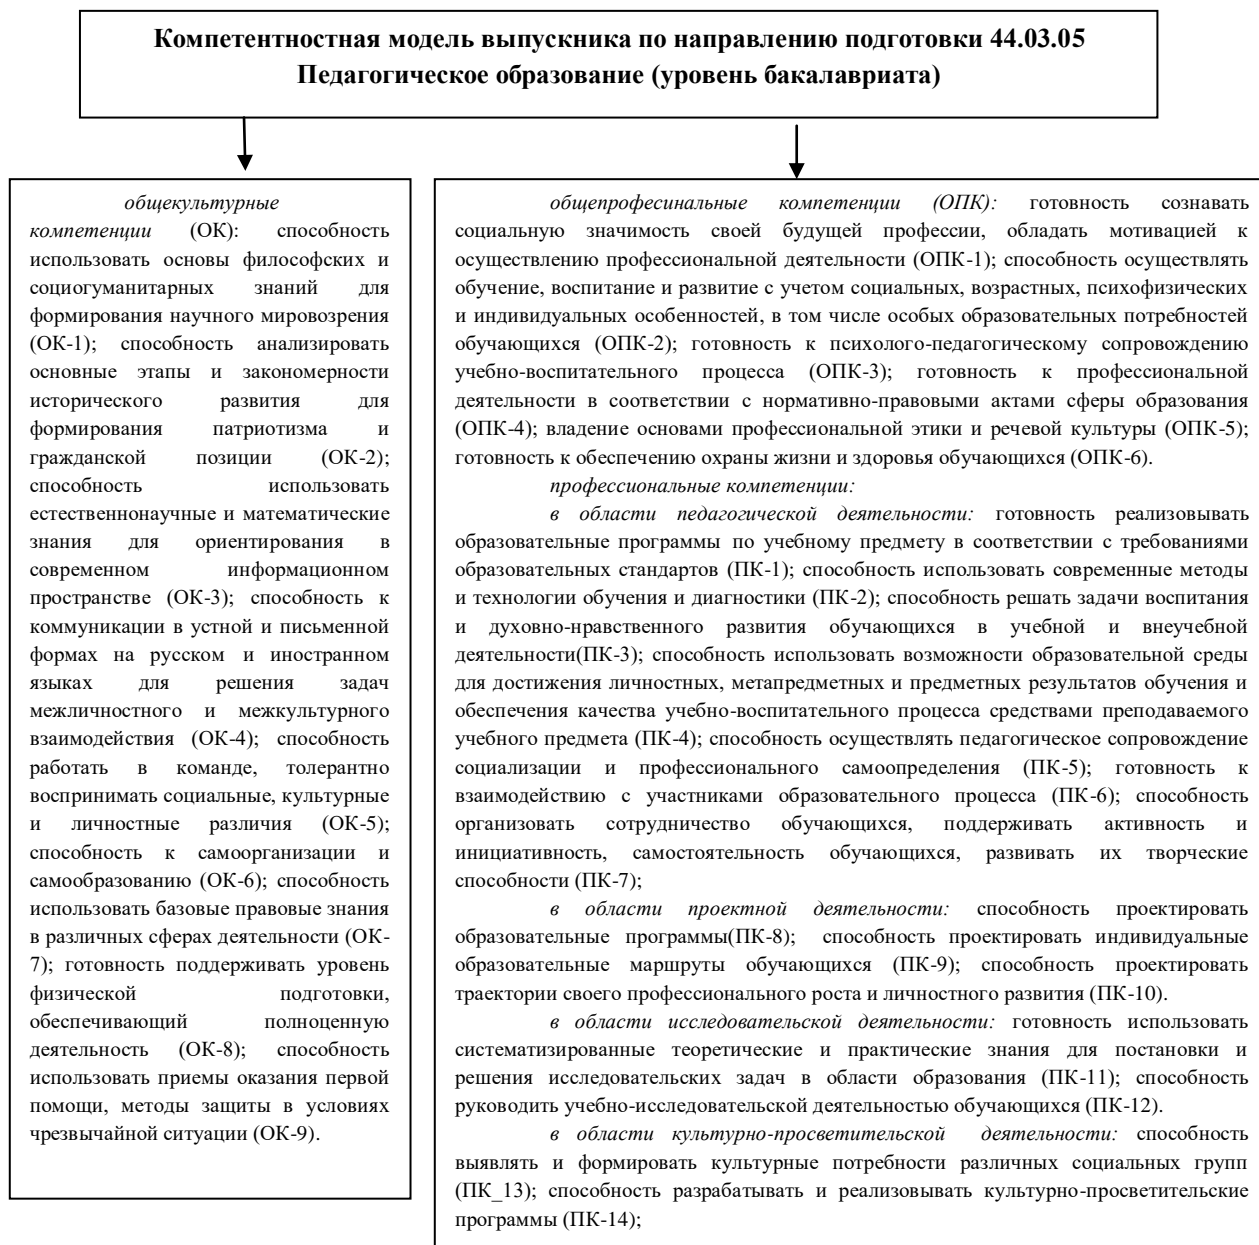 Компетентностная модель выпускника по направлению подготовки 44.03.05
Педагогическое образование (уровень бакалавриата)
общекультурные
компетенции (ОК): способность
использовать основы философских и
социогуманитарных знаний для
формирования научного мировозрения
(ОК-1); способность анализировать
основные этапы и закономерности
исторического развития для
формирования патриотизма и
гражданской позиции (ОК-2);
способность использовать
естественнонаучные и математические
знания для ориентирования в
современном информационном
пространстве (ОК-3); способность к
коммуникации в устной и письменной
формах на русском и иностранном
языках для решения задач
межличностного и межкультурного
взаимодействия (ОК-4); способность
работать в команде, толерантно
воспринимать социальные, культурные
и личностные различия (ОК-5);
способность к самоорганизации и
самообразованию (ОК-6); способность
использовать базовые правовые знания
в различных сферах деятельности (ОК-
7); готовность поддерживать уровень
физической подготовки,
обеспечивающий полноценную
деятельность (ОК-8); способность
использовать приемы оказания первой
помощи, методы защиты в условиях
чрезвычайной ситуации (ОК-9).
общепрофесинальные компетенции (ОПК): готовность сознавать
социальную значимость своей будущей профессии, обладать мотивацией к
осуществлению профессиональной деятельности (ОПК-1); способность осуществлять
обучение, воспитание и развитие с учетом социальных, возрастных, психофизических
и индивидуальных особенностей, в том числе особых образовательных потребностей
обучающихся (ОПК-2); готовность к психолого-педагогическому сопровождению
учебно-воспитательного процесса (ОПК-3); готовность к профессиональной
деятельности в соответствии с нормативно-правовыми актами сферы образования
(ОПК-4); владение основами профессиональной этики и речевой культуры (ОПК-5);
готовность к обеспечению охраны жизни и здоровья обучающихся (ОПК-6).
профессиональные компетенции:
в области педагогической деятельности: готовность реализовывать
образовательные программы по учебному предмету в соответствии с требованиями
образовательных стандартов (ПК-1); способность использовать современные методы
и технологии обучения и диагностики (ПК-2); способность решать задачи воспитания
и духовно-нравственного развития обучающихся в учебной и внеучебной
деятельности(ПК-3); способность использовать возможности образовательной среды
для достижения личностных, метапредметных и предметных результатов обучения и
обеспечения качества учебно-воспитательного процесса средствами преподаваемого
учебного предмета (ПК-4); способность осуществлять педагогическое сопровождение
социализации и профессионального самоопределения (ПК-5); готовность к
взаимодействию с участниками образовательного процесса (ПК-6); способность
организовать сотрудничество обучающихся, поддерживать активность и
инициативность, самостоятельность обучающихся, развивать их творческие
способности (ПК-7);
в области проектной деятельности: способность проектировать
образовательные программы(ПК-8); способность проектировать индивидуальные
образовательные маршруты обучающихся (ПК-9); способность проектировать
траектории своего профессионального роста и личностного развития (ПК-10).
в области исследовательской деятельности: готовность использовать
систематизированные теоретические и практические знания для постановки и
решения исследовательских задач в области образования (ПК-11); способность
руководить учебно-исследовательской деятельностью обучающихся (ПК-12).
в области культурно-просветительской деятельности: способность
выявлять и формировать культурные потребности различных социальных групп
(ПК_13); способность разрабатывать и реализовывать культурно-просветительские
программы (ПК-14);